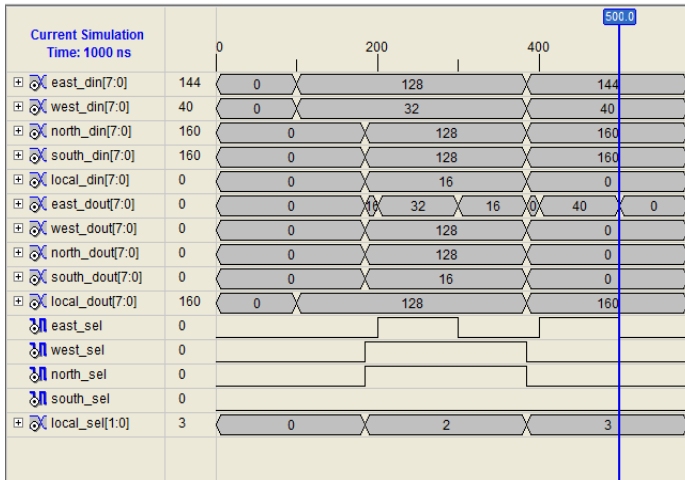 500.0
Current Simulation
Time: 1000 ns
0 200 400
east_din[7:0] 144 0 128 144
west_din[7:0] 40 0 32 40
north_din[7:0] 160 0 128 160
south_din[7:0] 160 0 128 160
local_din[7:0] 0 0 16 0
east_dout[7:0] 0 0 16 32 16 0 40 0
west_dout[7:0] 0 0 128 0
north_dout[7:0] 0 0 128 0
south_dout[7:0] 0 0 16 0
local_dout[7:0] 160 0 128 160
east_sel 0
west_sel 0
north_sel 0
south_sel 0
local_sel[1:0] 3 0 2 3